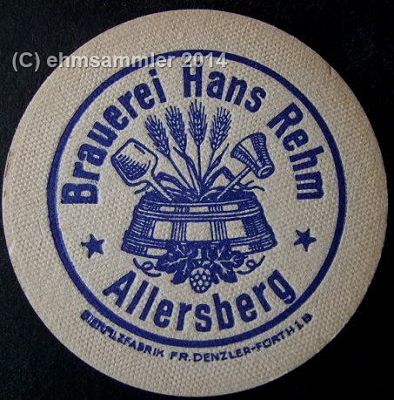 (C) ehmsammler 2014
Brauerei Hans Rehm
Allersberg
BIERFILZFABRIK FR. DENZLER-FÜRTH I. B